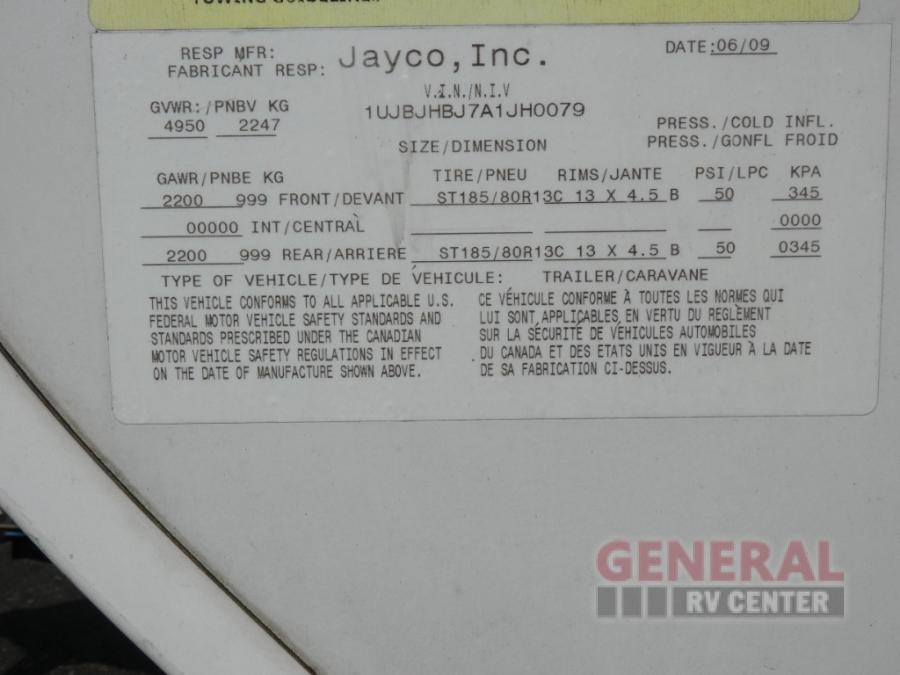 TOWING GUIDELINES
RESP MFR: Jayco, Inc. DATE: 06/09
FABRICANT RESP:
V.I.N./N.I.V
GVWR:/PNBV KG 1UJBJHBJ7A1JH0079
4950 2247 PRESS./COLD INFL.
SIZE/DIMENSION PRESS./GONFL FROID
GAWR/PNBE KG TIRE/PNEU RIMS/JANTE PSI/LPC KPA
2200 999 FRONT/DEVANT ST185/80R13C 13 X 4.5 B 50 345
00000 INT/CENTRAL 0000
2200 999 REAR/ARRIERE ST185/80R13C 13 X 4.5 B 50 0345
TYPE OF VEHICLE/TYPE DE VEHICULE: TRAILER/CARAVANE
THIS VEHICLE CONFORMS TO ALL APPLICABLE U.S.
FEDERAL MOTOR VEHICLE SAFETY STANDARDS AND
STANDARDS PRESCRIBED UNDER THE CANADIAN
MOTOR VEHICLE SAFETY REGULATIONS IN EFFECT
ON THE DATE OF MANUFACTURE SHOWN ABOVE.
CE VÉHICULE CONFORME À TOUTES LES NORMES QUI
LUI SONT APPLICABLES EN VERTU DU REGLEMENT
SUR LA SÉCURITÉ DE VÉHICULES AUTOMOBILES
DU CANADA ET DES ETATS UNIS EN VIGUEUR À LA DATE
DE SA FABRICATION CI-DESSUS.
GENERAL
RV CENTER